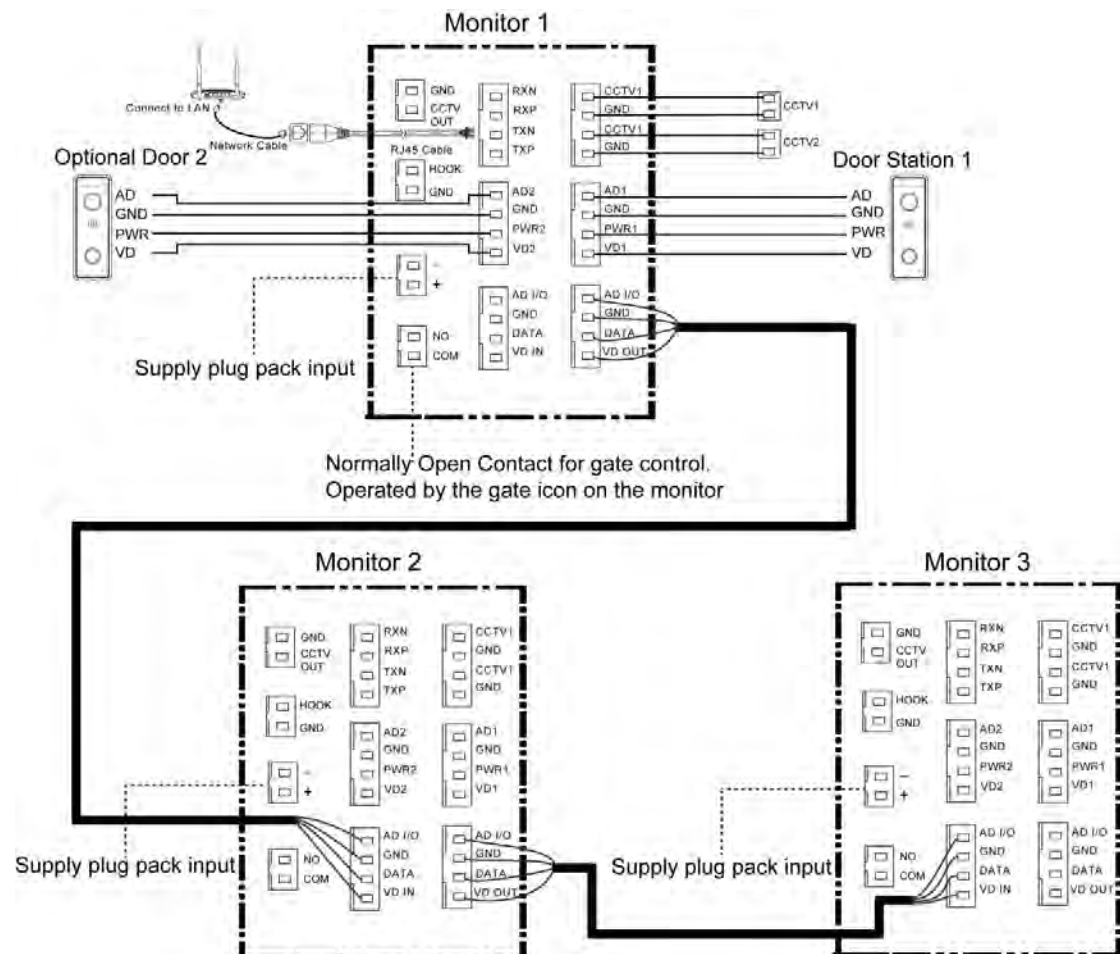 Monitor 1
Connect to LAN
Network Cable
RJ45 Cable
GND
CCTV
OUT
HOOK
GND
RXN
RXP
TXN
TXP
CCTV1
GND
CCTV1
GND
CCTV1
CCTV2
Optional Door 2
AD
GND
PWR
VD
AD2
GND
PWR2
VD2
AD1
GND
PWR1
VD1
Door Station 1
AD
GND
PWR
VD
-
+
NO
COM
AD I/O
GND
DATA
VD IN
AD I/O
GND
DATA
VD OUT
Supply plug pack input
Normally Open Contact for gate control.
Operated by the gate icon on the monitor
Monitor 2
GND
CCTV
OUT
HOOK
GND
-
+
NO
COM
RXN
RXP
TXN
TXP
AD2
GND
PWR2
VD2
AD I/O
GND
DATA
VD IN
CCTV1
GND
CCTV1
GND
AD1
GND
PWR1
VD1
AD I/O
GND
DATA
VD OUT
Supply plug pack input
Monitor 3
GND
CCTV
OUT
HOOK
GND
-
+
NO
COM
RXN
RXP
TXN
TXP
AD2
GND
PWR2
VD2
AD I/O
GND
DATA
VD IN
CCTV1
GND
CCTV1
GND
AD1
GND
PWR1
VD1
AD I/O
GND
DATA
VD OUT
Supply plug pack input